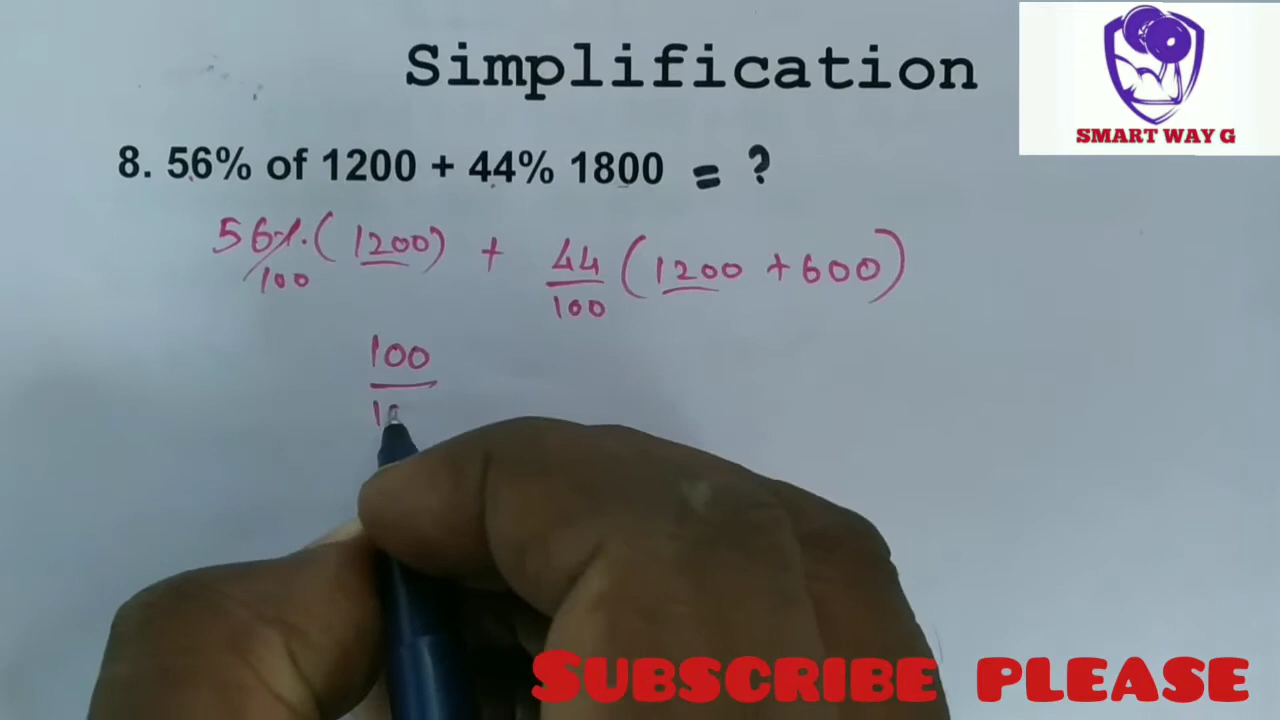 Simplification
SMART WAY G
8. 56% of 1200 + 44% 1800 = ?
56%/100 (1200) + 44/100 (1200 + 600)
100
SUBSCRIBE PLEASE